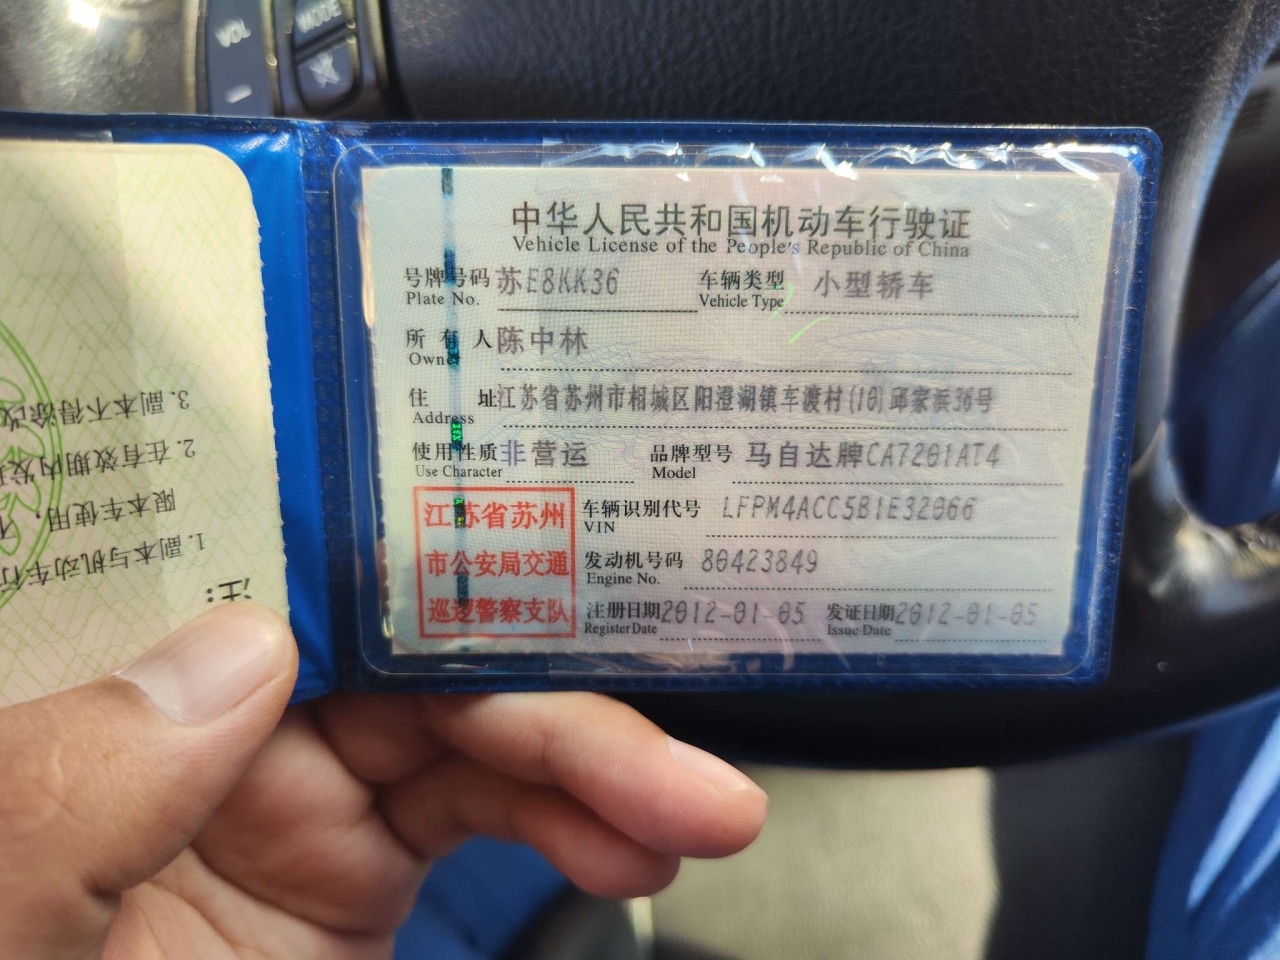 VOL
MODE
中华人民共和国机动车行驶证
Vehicle License of the People's Republic of China
号牌号码 苏E8KK36 车辆类型 小型轿车
Plate No. Vehicle Type
所有人 陈中林
Owner
住址 江苏省苏州市相城区阳澄湖镇车渡村(10)邱家浜36号
Address
使用性质 非营运 品牌型号 马自达牌CA7201AT4
Use Character Model
江苏省苏州
市公安局交通
巡逻警察支队
车辆识别代号 LFPM4ACC5B1E32066
VIN
发动机号码 80423849
Engine No.
注册日期 2012-01-05 发证日期 2012-01-05
Register Date Issue Date
注:
1. 副本与机动车行
限本车使用,
2. 在有效期内发
3. 副本不得涂改